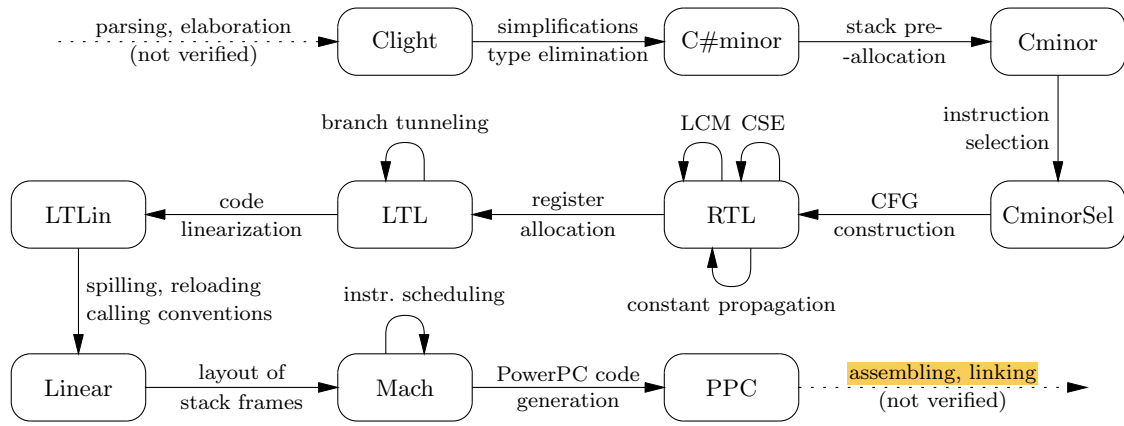 parsing, elaboration
(not verified)
Clight
simplifications
type elimination
C#minor
stack pre-
-allocation
Cminor
instruction
selection
branch tunneling
LCM CSE
LTLin
code
linearization
LTL
register
allocation
RTL
CFG
construction
CminorSel
constant propagation
spilling, reloading
calling conventions
instr. scheduling
Linear
layout of
stack frames
Mach
PowerPC code
generation
PPC
assembling, linking
(not verified)